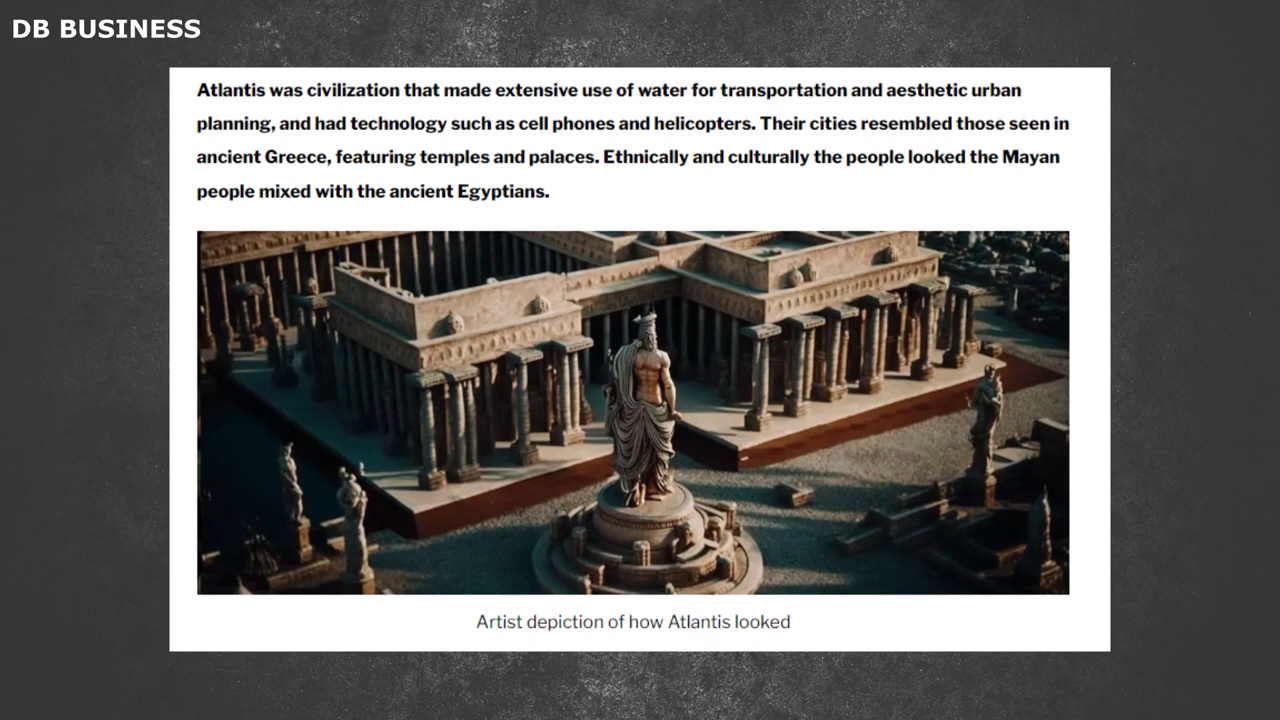 DB BUSINESS
Atlantis was civilization that made extensive use of water for transportation and aesthetic urban
planning, and had technology such as cell phones and helicopters. Their cities resembled those seen in
ancient Greece, featuring temples and palaces. Ethnically and culturally the people looked the Mayan
people mixed with the ancient Egyptians.
Artist depiction of how Atlantis looked